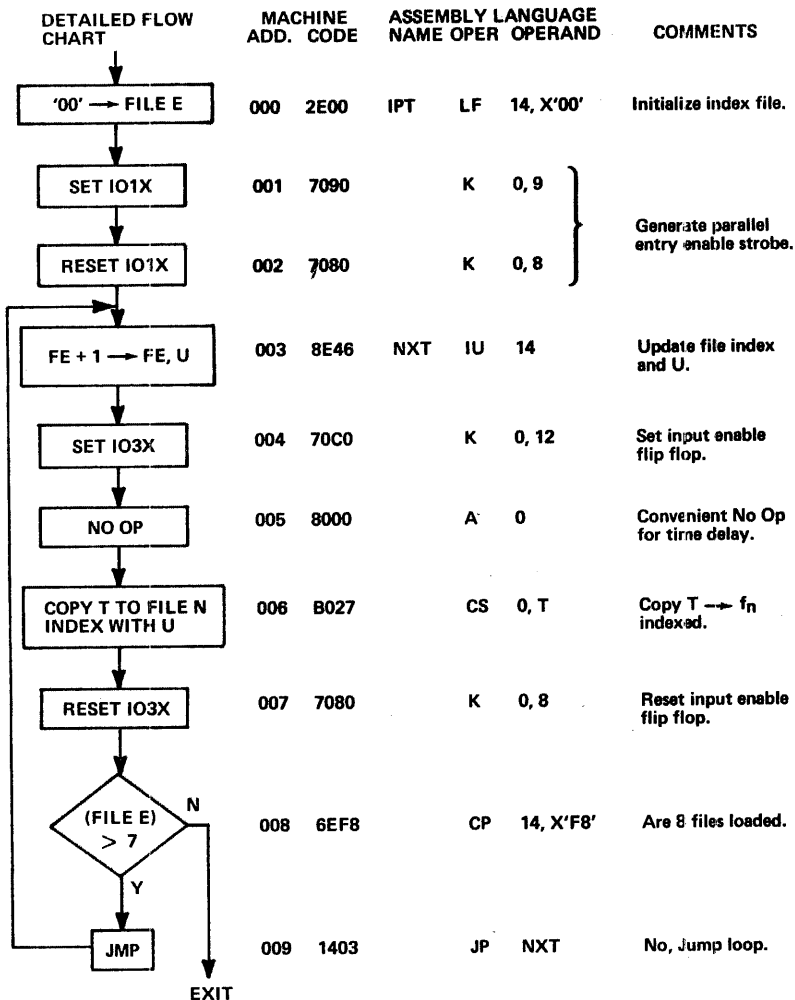 DETAILED FLOW CHART
MACHINE
ADD. CODE
ASSEMBLY LANGUAGE
NAME OPER OPERAND
COMMENTS
'00' → FILE E
000 2E00 IPT LF 14, X'00' Initialize index file.
SET IO1X
001 7090 K 0, 9
Generate parallel
entry enable strobe.
RESET IO1X
002 7080 K 0, 8
FE + 1 → FE, U
003 8E46 NXT IU 14 Update file index
and U.
SET IO3X
004 70C0 K 0, 12 Set input enable
flip flop.
NO OP
005 8000 A 0 Convenient No Op
for time delay.
COPY T TO FILE N
INDEX WITH U
006 B027 CS 0, T Copy T → fn
indexed.
RESET IO3X
007 7080 K 0, 8 Reset input enable
flip flop.
(FILE E)
> 7
N
Y
008 6EF8 CP 14, X'F8' Are 8 files loaded.
JMP
009 1403 JP NXT No, Jump loop.
EXIT